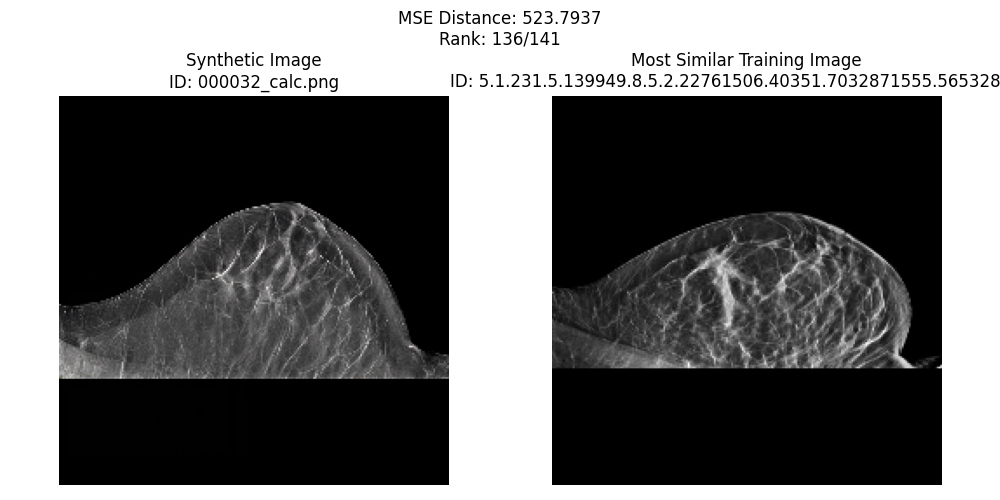 MSE Distance: 523.7937
Rank: 136/141
Synthetic Image
ID: 000032_calc.png
Most Similar Training Image
ID: 5.1.231.5.139949.8.5.2.22761506.40351.7032871555.565328